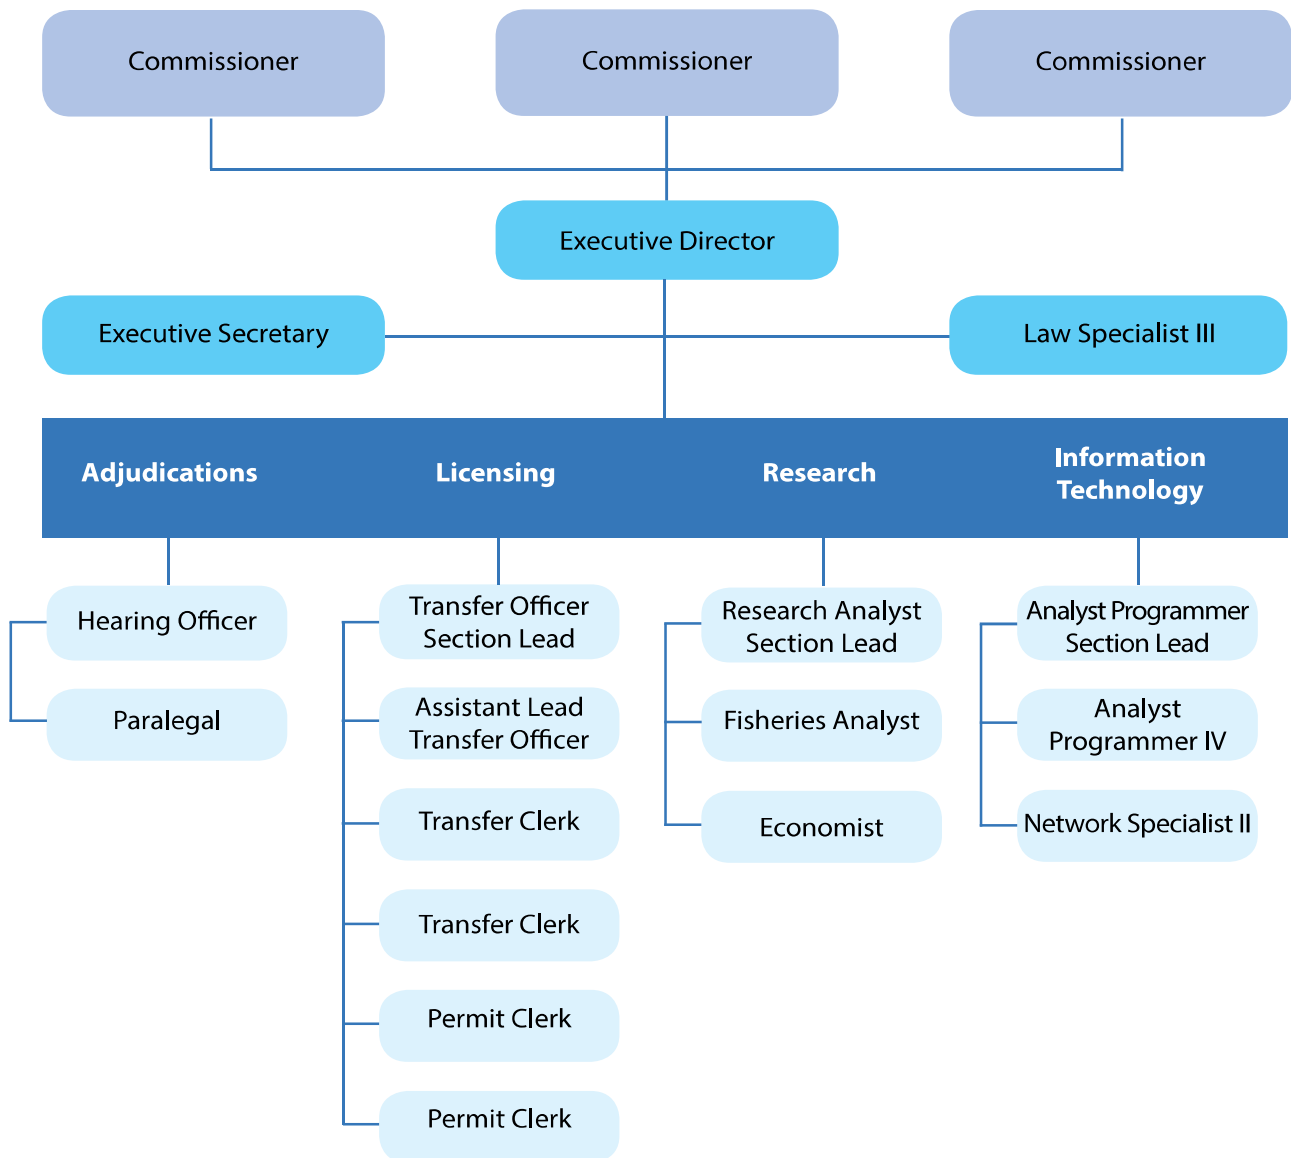 Commissioner
Commissioner
Commissioner
Executive Director
Executive Secretary
Law Specialist III
Adjudications
Licensing
Research
Information
Technology
Hearing Officer
Paralegal
Transfer Officer
Section Lead
Assistant Lead
Transfer Officer
Transfer Clerk
Transfer Clerk
Permit Clerk
Permit Clerk
Research Analyst
Section Lead
Fisheries Analyst
Economist
Analyst Programmer
Section Lead
Analyst
Programmer IV
Network Specialist II